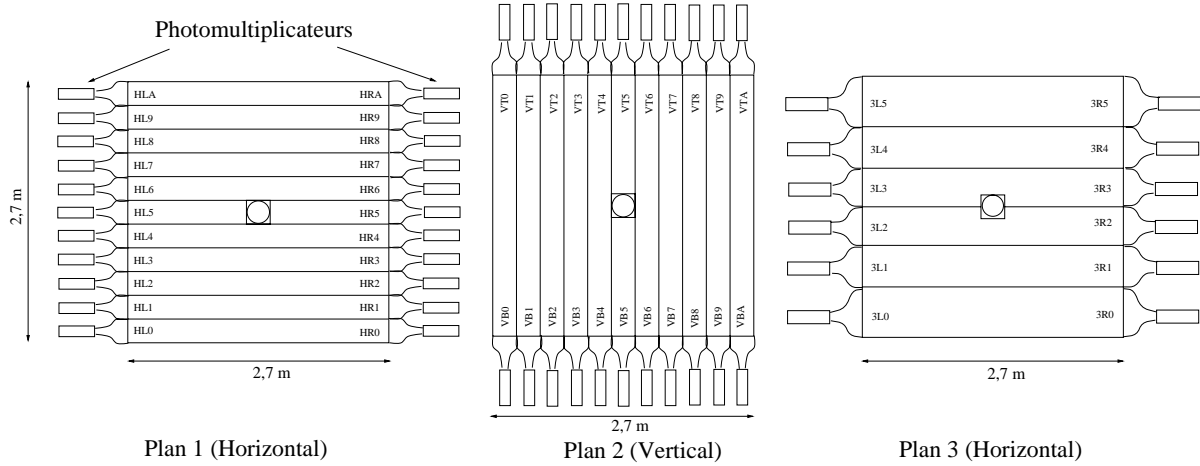 Photomultiplicateurs
HLA HRA
HL9 HR9
HL8 HR8
HL7 HR7
HL6 HR6
HL5 HR5
HL4 HR4
HL3 HR3
HL2 HR2
HL1 HR1
HL0 HR0
2,7 m
2,7 m
Plan 1 (Horizontal)
VT0 VT1 VT2 VT3 VT4 VT5 VT6 VT7 VT8 VT9 VTA
VB0 VB1 VB2 VB3 VB4 VB5 VB6 VB7 VB8 VB9 VBA
2,7 m
Plan 2 (Vertical)
3L5 3R5
3L4 3R4
3L3 3R3
3L2 3R2
3L1 3R1
3L0 3R0
2,7 m
Plan 3 (Horizontal)